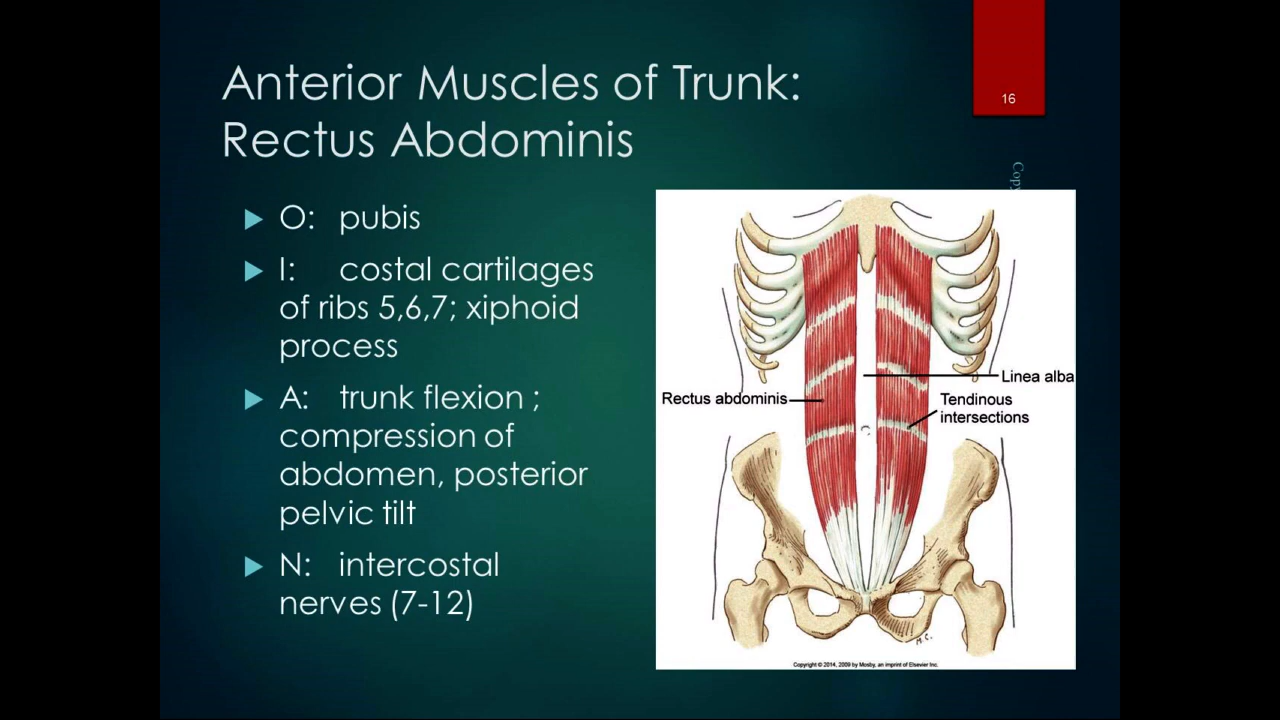 Anterior Muscles of Trunk:
Rectus Abdominis
16
Copy
O: pubis
I: costal cartilages
of ribs 5,6,7; xiphoid
process
A: trunk flexion ;
compression of
abdomen, posterior
pelvic tilt
N: intercostal
nerves (7-12)
Linea alba
Rectus abdominis
Tendinous
intersections
Copyright © 2014, 2009 by Mosby, an imprint of Elsevier Inc.